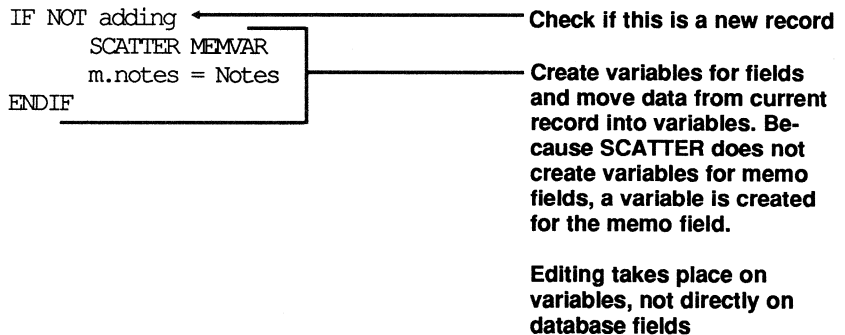 IF NOT adding
SCATTER MEMVAR
m.notes = Notes
ENDIF
Check if this is a new record
Create variables for fields
and move data from current
record into variables. Be-
cause SCATTER does not
create variables for memo
fields, a variable is created
for the memo field.
Editing takes place on
variables, not directly on
database fields